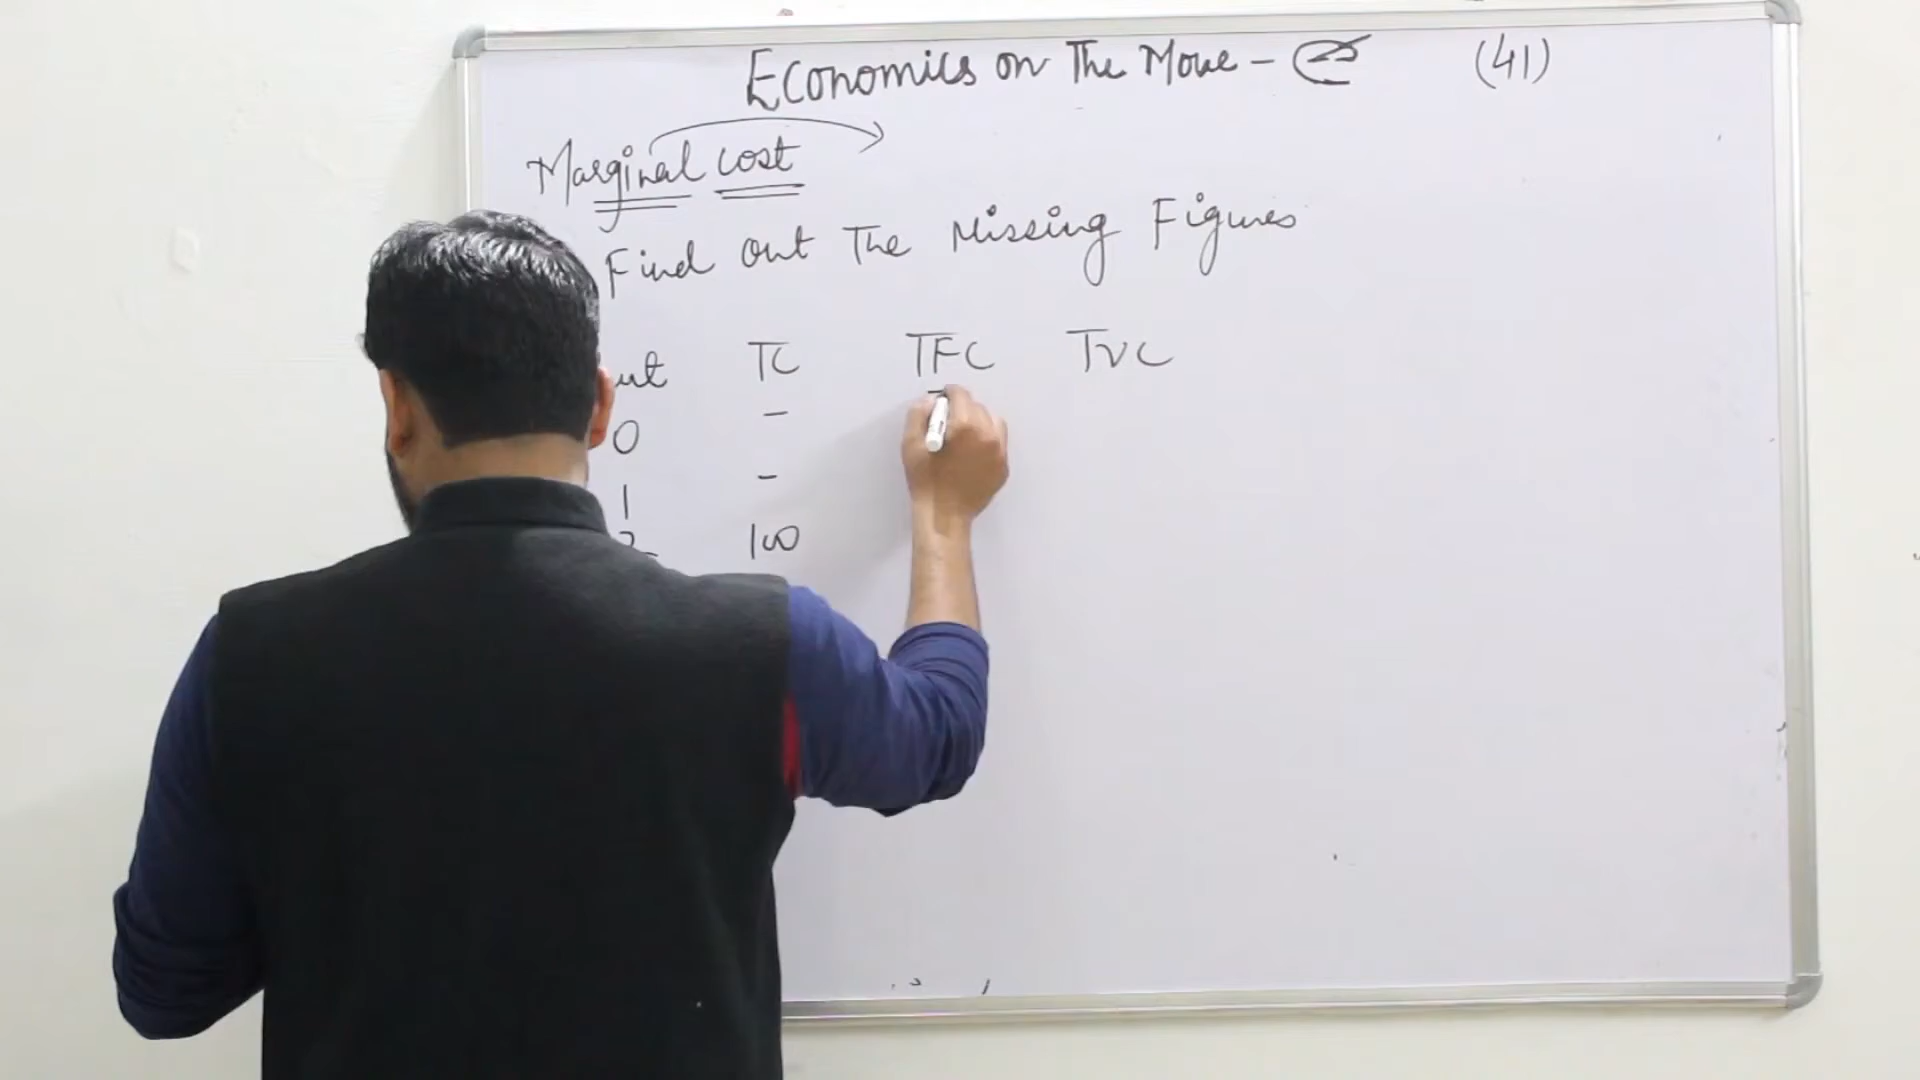 Economics on The Move - (41)
Marginal cost
Find out The Missing Figures
ut TC TFC TVC
0 -
1 -
2 100